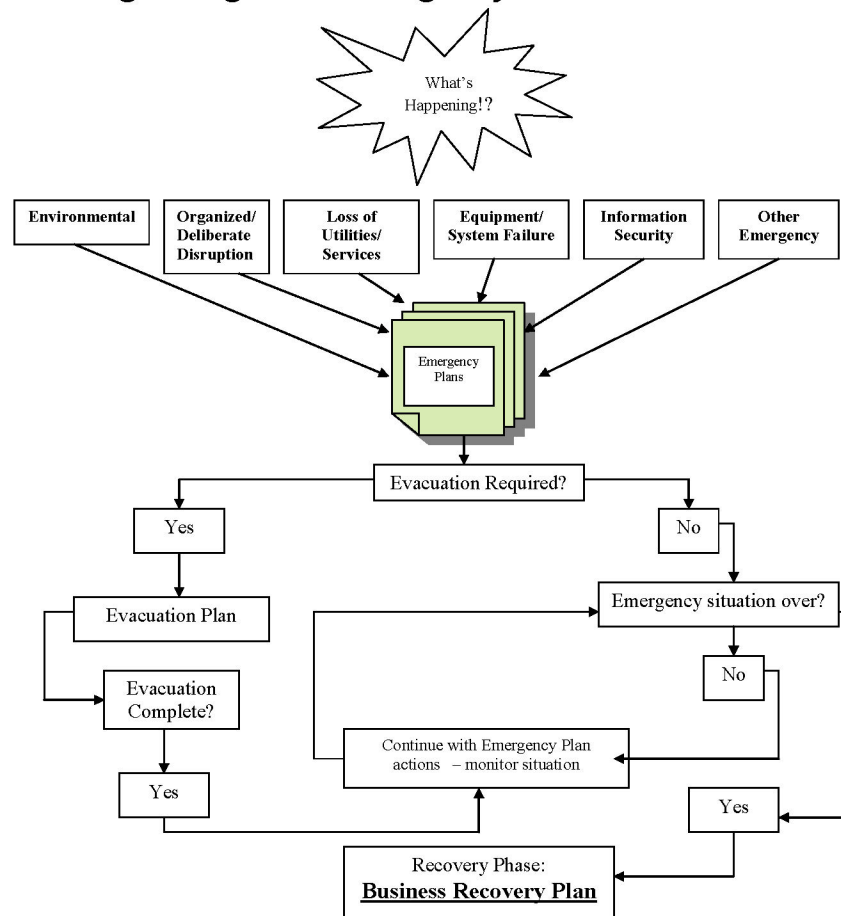 What's
Happening!?
Environmental
Organized/
Deliberate
Disruption
Loss of
Utilities/
Services
Equipment/
System Failure
Information
Security
Other
Emergency
Emergency
Plans
Evacuation Required?
Yes
No
Evacuation Plan
Emergency situation over?
Evacuation
Complete?
No
Continue with Emergency Plan
actions – monitor situation
Yes
Yes
Recovery Phase:
Business Recovery Plan